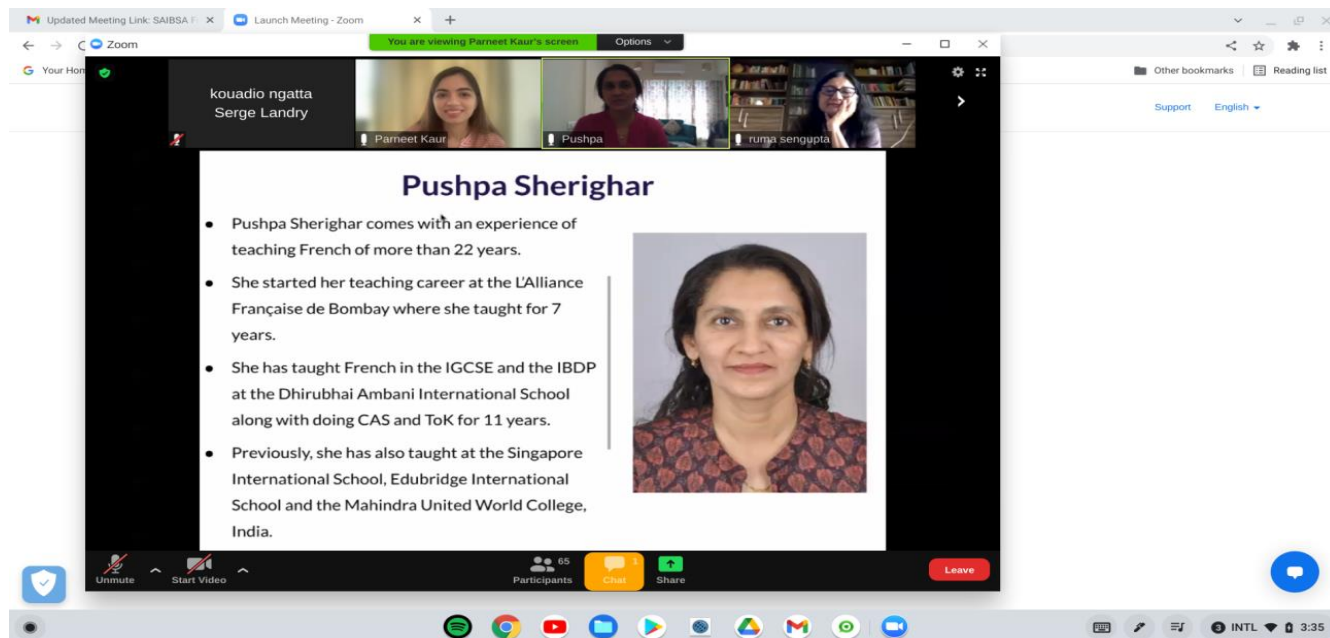 Updated Meeting Link: SAIBSA F
Launch Meeting - Zoom
Zoom
You are viewing Parneet Kaur's screen
Options
Your Hon
Other bookmarks
Reading list
Support
English
kouadio ngatta
Serge Landry
Parneet Kaur
Pushpa
ruma sengupta
Pushpa Sherighar
● Pushpa Sherighar comes with an experience of
teaching French of more than 22 years.
● She started her teaching career at the L'Alliance
Française de Bombay where she taught for 7
years.
● She has taught French in the IGCSE and the IBDP
at the Dhirubhai Ambani International School
along with doing CAS and ToK for 11 years.
● Previously, she has also taught at the Singapore
International School, Edubridge International
School and the Mahindra United World College,
India.
Unmute
Start Video
65
Participants
1
Chat
Share
Leave
3 INTL 3:35